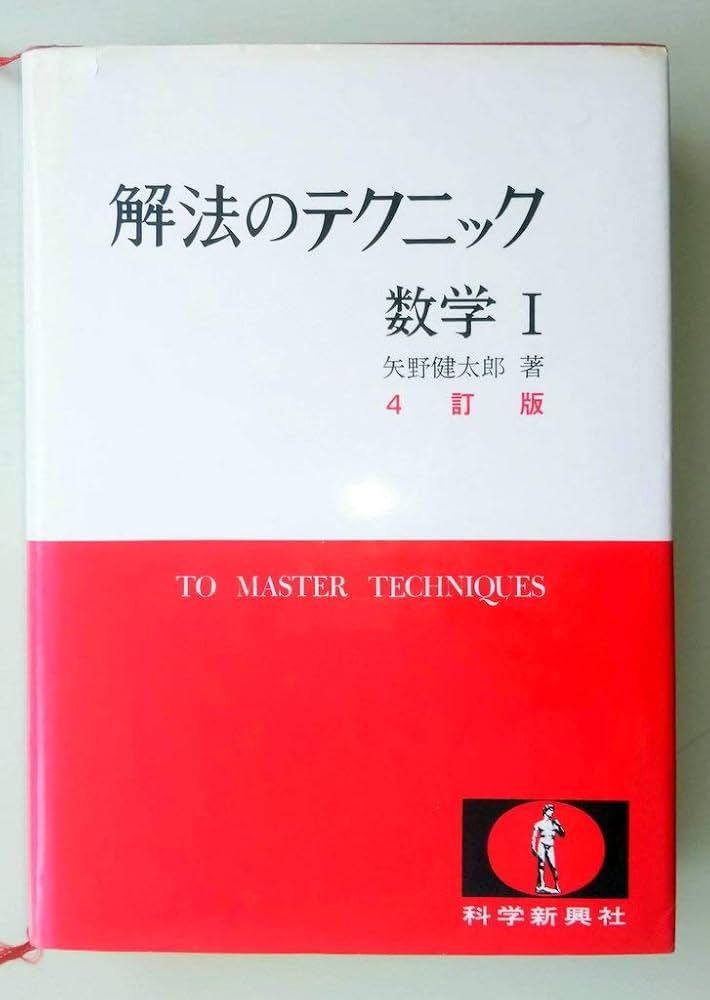 解法のテクニック
数学 I
矢野健太郎 著
4 訂 版
TO MASTER TECHNIQUES
科学新興社